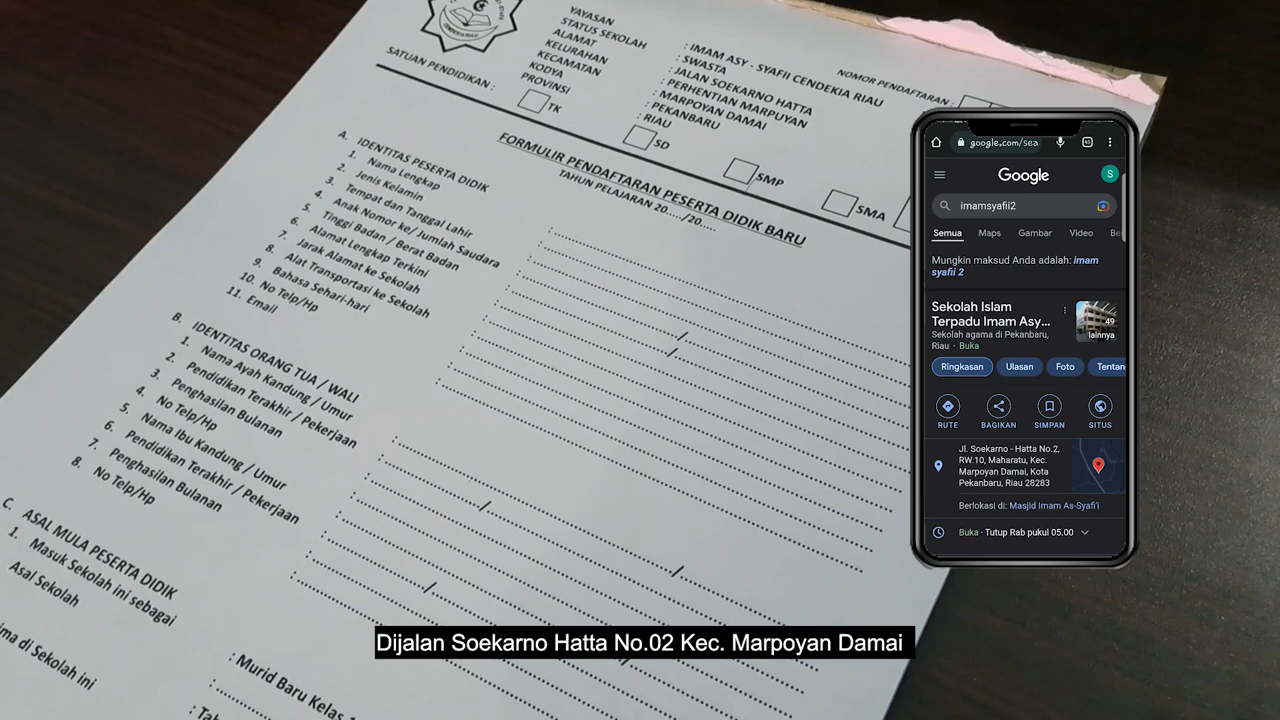 CENDEKIA RIAU
YAYASAN : IMAM ASY - SYAFII CENDEKIA RIAU
STATUS SEKOLAH : SWASTA
ALAMAT : JALAN SOEKARNO HATTA
KELURAHAN : PERHENTIAN MARPUYAN
KECAMATAN : MARPOYAN DAMAI
KODYA : PEKANBARU
PROVINSI : RIAU
NOMOR PENDAFTARAN :
SATUAN PENDIDIKAN : TK SD SMP SMA
FORMULIR PENDAFTARAN PESERTA DIDIK BARU
TAHUN PELAJARAN 20...../20.....
A. IDENTITAS PESERTA DIDIK
1. Nama Lengkap
2. Jenis Kelamin
3. Tempat dan Tanggal Lahir
4. Anak Nomor ke/ Jumlah Saudara
5. Tinggi Badan / Berat Badan
6. Alamat Lengkap Terkini
7. Jarak Alamat ke Sekolah
8. Alat Transportasi ke Sekolah
9. Bahasa Sehari-hari
10. No Telp/Hp
11. Email
B. IDENTITAS ORANG TUA / WALI
1. Nama Ayah Kandung / Umur
2. Pendidikan Terakhir / Pekerjaan
3. Penghasilan Bulanan
4. No Telp/Hp
5. Nama Ibu Kandung / Umur
6. Pendidikan Terakhir / Pekerjaan
7. Penghasilan Bulanan
8. No Telp/Hp
C. ASAL MULA PESERTA DIDIK
1. Masuk Sekolah ini sebagai
Asal Sekolah
ima di Sekolah ini
: Murid Baru Kelas 1
google.com/sea
Google
S
imamsyafii2
Semua Maps Gambar Video Be
Mungkin maksud Anda adalah: imam
syafii 2
Sekolah Islam
Terpadu Imam Asy...
Sekolah agama di Pekanbaru,
Riau · Buka
49
lainnya
Ringkasan Ulasan Foto Tentang
RUTE BAGIKAN SIMPAN SITUS
Jl. Soekarno - Hatta No.2,
RW.10, Maharatu, Kec.
Marpoyan Damai, Kota
Pekanbaru, Riau 28283
Berlokasi di: Masjid Imam As-Syafi'I
Buka · Tutup Rab pukul 05.00
Dijalan Soekarno Hatta No.02 Kec. Marpoyan Damai